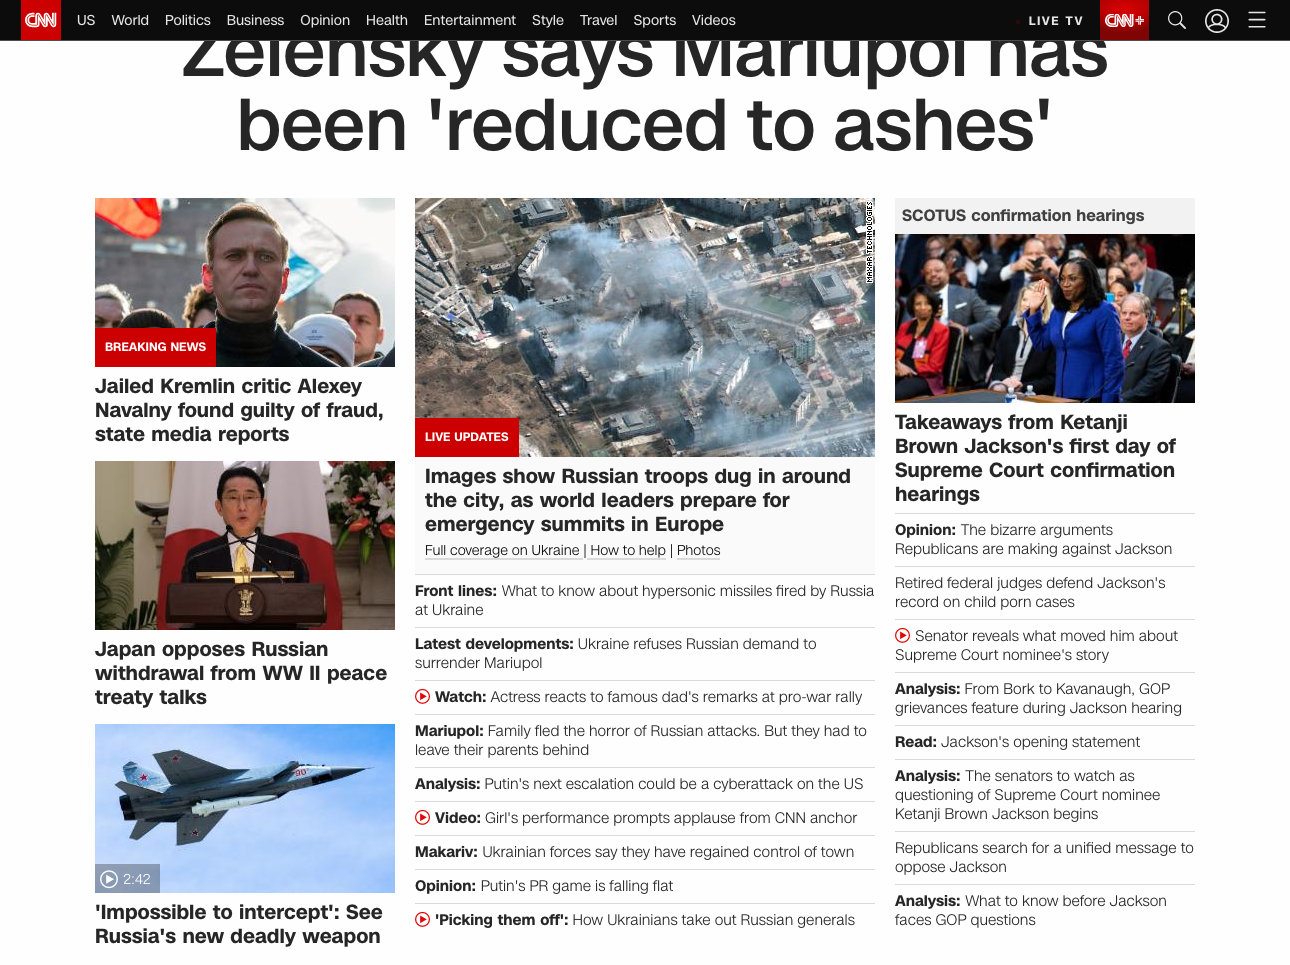 CNN
US World Politics Business Opinion Health Entertainment Style Travel Sports Videos
LIVE TV
CNN+
Zelensky says Mariupol has
been 'reduced to ashes'
BREAKING NEWS
Jailed Kremlin critic Alexey
Navalny found guilty of fraud,
state media reports
Japan opposes Russian
withdrawal from WW II peace
treaty talks
90
2:42
'Impossible to intercept': See
Russia's new deadly weapon
MAXAR TECHNOLOGIES
LIVE UPDATES
Images show Russian troops dug in around
the city, as world leaders prepare for
emergency summits in Europe
Full coverage on Ukraine | How to help | Photos
Front lines: What to know about hypersonic missiles fired by Russia
at Ukraine
Latest developments: Ukraine refuses Russian demand to
surrender Mariupol
Watch: Actress reacts to famous dad's remarks at pro-war rally
Mariupol: Family fled the horror of Russian attacks. But they had to
leave their parents behind
Analysis: Putin's next escalation could be a cyberattack on the US
Video: Girl's performance prompts applause from CNN anchor
Makariv: Ukrainian forces say they have regained control of town
Opinion: Putin's PR game is falling flat
'Picking them off': How Ukrainians take out Russian generals
SCOTUS confirmation hearings
Takeaways from Ketanji
Brown Jackson's first day of
Supreme Court confirmation
hearings
Opinion: The bizarre arguments
Republicans are making against Jackson
Retired federal judges defend Jackson's
record on child porn cases
Senator reveals what moved him about
Supreme Court nominee's story
Analysis: From Bork to Kavanaugh, GOP
grievances feature during Jackson hearing
Read: Jackson's opening statement
Analysis: The senators to watch as
questioning of Supreme Court nominee
Ketanji Brown Jackson begins
Republicans search for a unified message to
oppose Jackson
Analysis: What to know before Jackson
faces GOP questions